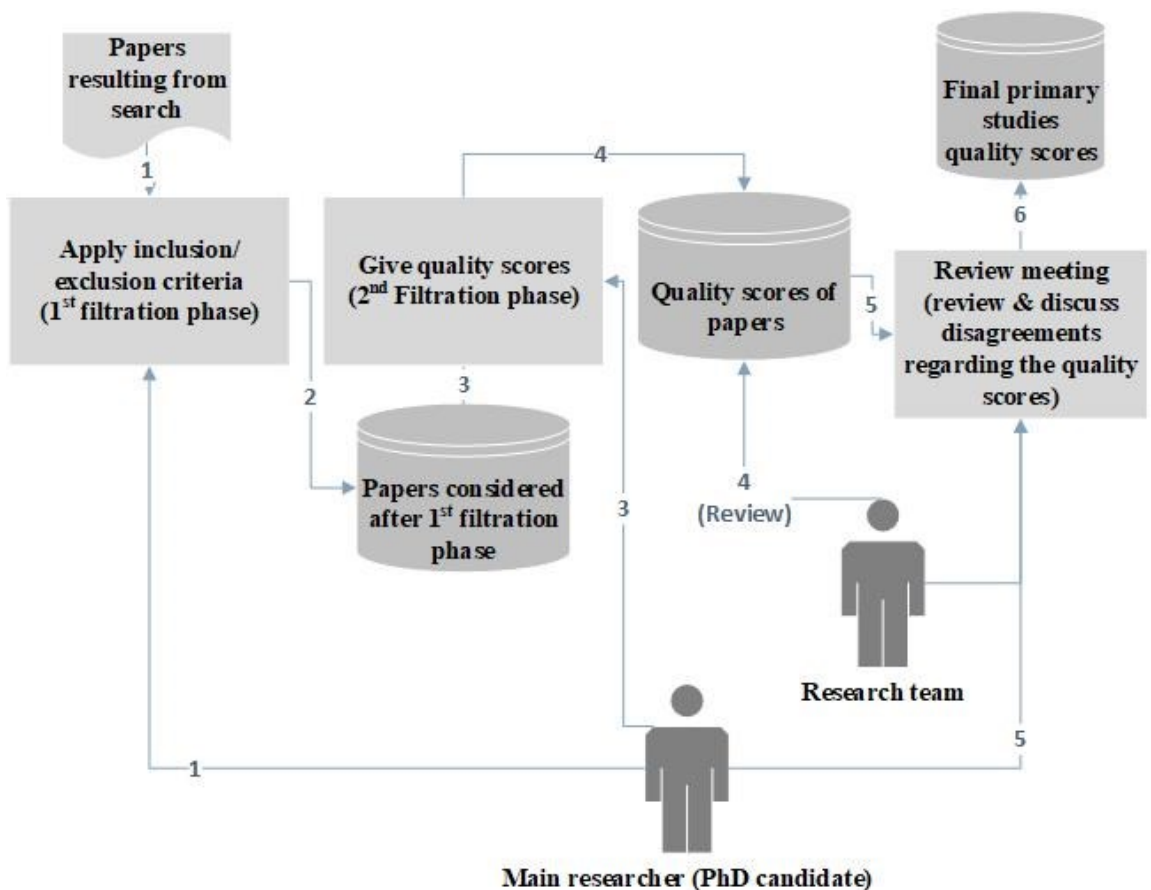 Papers
resulting from
search
1
Apply inclusion/
exclusion criteria
(1st filtration phase)
2
Papers considered
after 1st filtration
phase
3
Give quality scores
(2nd Filtration phase)
3
4
Quality scores of
papers
4
(Review)
5
Review meeting
(review & discuss
disagreements
regarding the quality
scores)
6
Final primary
studies
quality scores
Research team
1
5
Main researcher (PhD candidate)